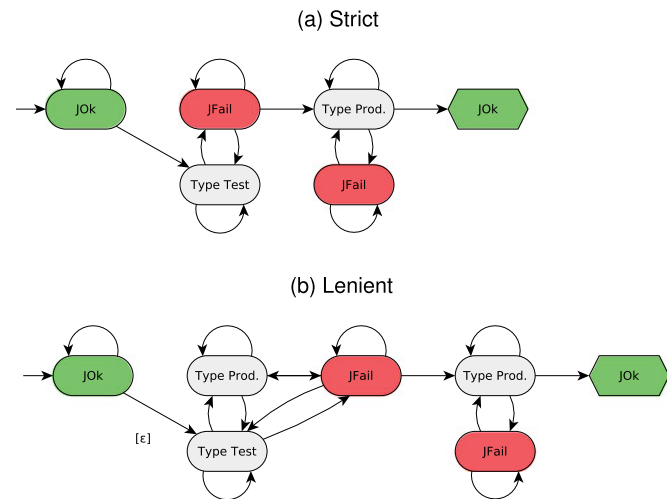 (a) Strict
JOk
JFail
Type Prod.
JOk
Type Test
JFail
(b) Lenient
JOk
Type Prod.
JFail
Type Prod.
JOk
[ε]
Type Test
JFail